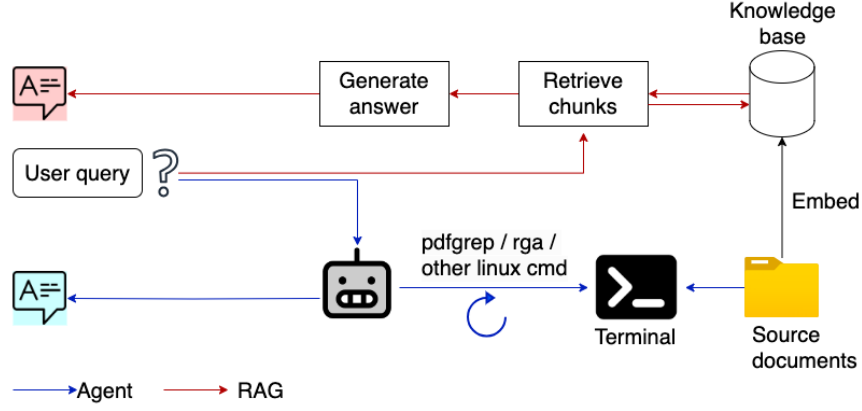 Knowledge
base
A
Generate
answer
Retrieve
chunks
User query
?
Embed
pdfgrep / rga /
other linux cmd
A
>_
Terminal
Source
documents
Agent
RAG